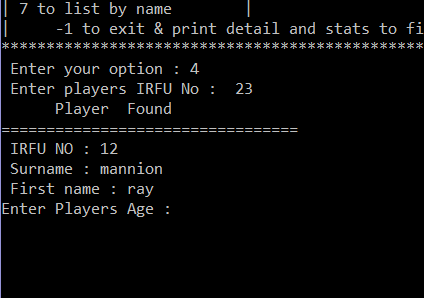 | 7 to list by name |
| -1 to exit & print detail and stats to fi
************************************************
Enter your option : 4
Enter players IRFU No : 23
Player Found
=================================
IRFU NO : 12
Surname : mannion
First name : ray
Enter Players Age :